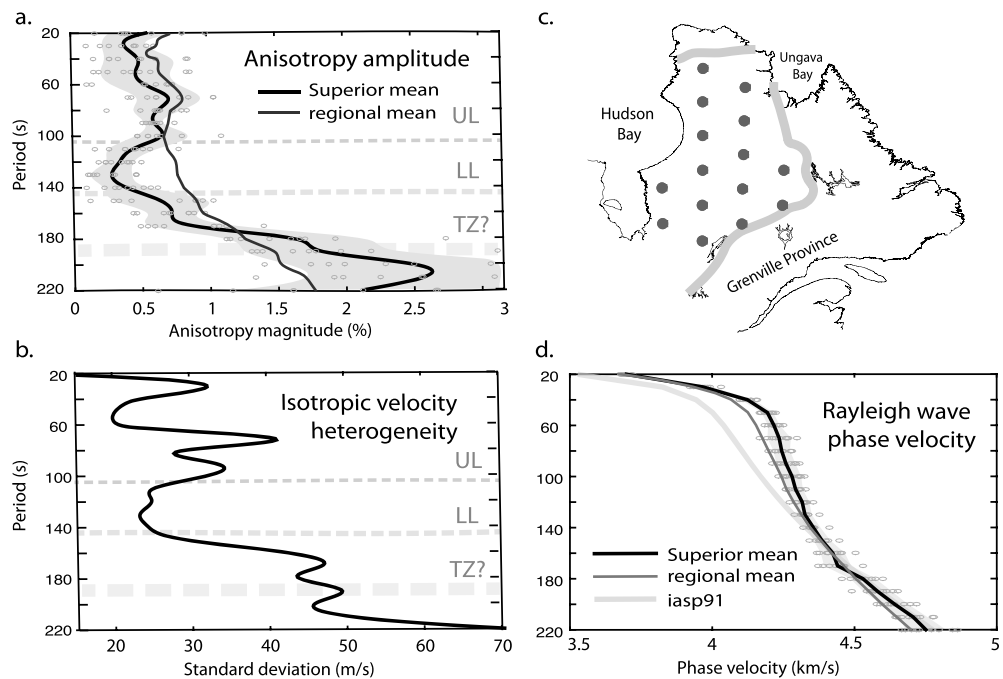 a.
20
60
100
140
180
220
Period (s)
Anisotropy amplitude
Superior mean
regional mean
UL
LL
TZ?
0
0.5
1
1.5
2
2.5
3
Anisotropy magnitude (%)
c.
Hudson
Bay
Ungava
Bay
Grenville Province
b.
20
60
100
140
180
220
Period (s)
Isotropic velocity
heterogeneity
UL
LL
TZ?
20
30
40
50
60
70
Standard deviation (m/s)
d.
20
60
100
140
180
220
Rayleigh wave
phase velocity
Superior mean
regional mean
iasp91
3.5
4
4.5
5
Phase velocity (km/s)